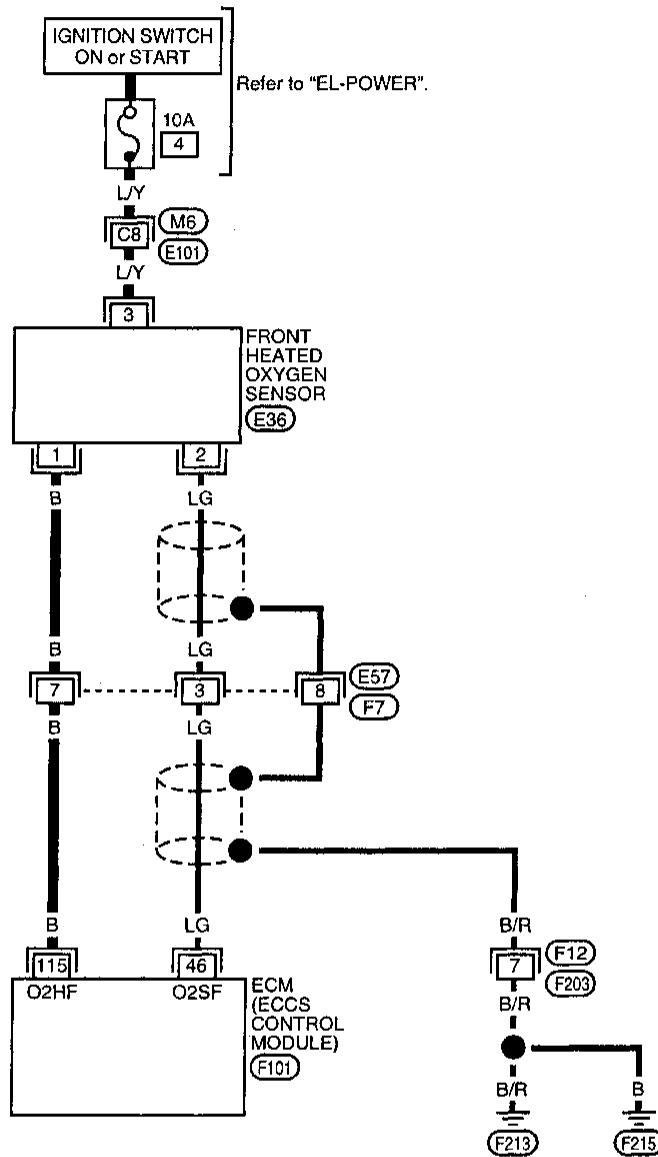 IGNITION SWITCH
ON or START
Refer to "EL-POWER".
10A
4
L/Y
C8
M6
E101
L/Y
3
FRONT
HEATED
OXYGEN
SENSOR
E36
1
2
B
LG
B
LG
7
3
8
E57
F7
B
LG
B
LG
B/R
115
46
7
F12
F203
O2HF
O2SF
ECM
(ECCS
CONTROL
MODULE)
F101
B/R
B/R
B
F213
F215